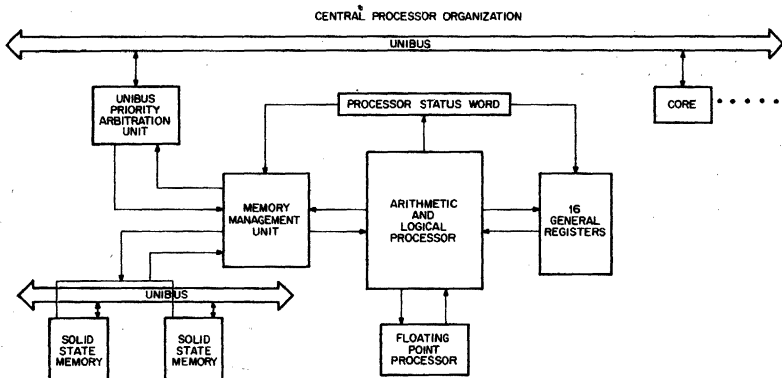 CENTRAL PROCESSOR ORGANIZATION
UNIBUS
UNIBUS
PRIORITY
ARBITRATION
UNIT
PROCESSOR STATUS WORD
CORE
MEMORY
MANAGEMENT
UNIT
ARITHMETIC
AND
LOGICAL
PROCESSOR
16
GENERAL
REGISTERS
UNIBUS
SOLID
STATE
MEMORY
SOLID
STATE
MEMORY
FLOATING
POINT
PROCESSOR